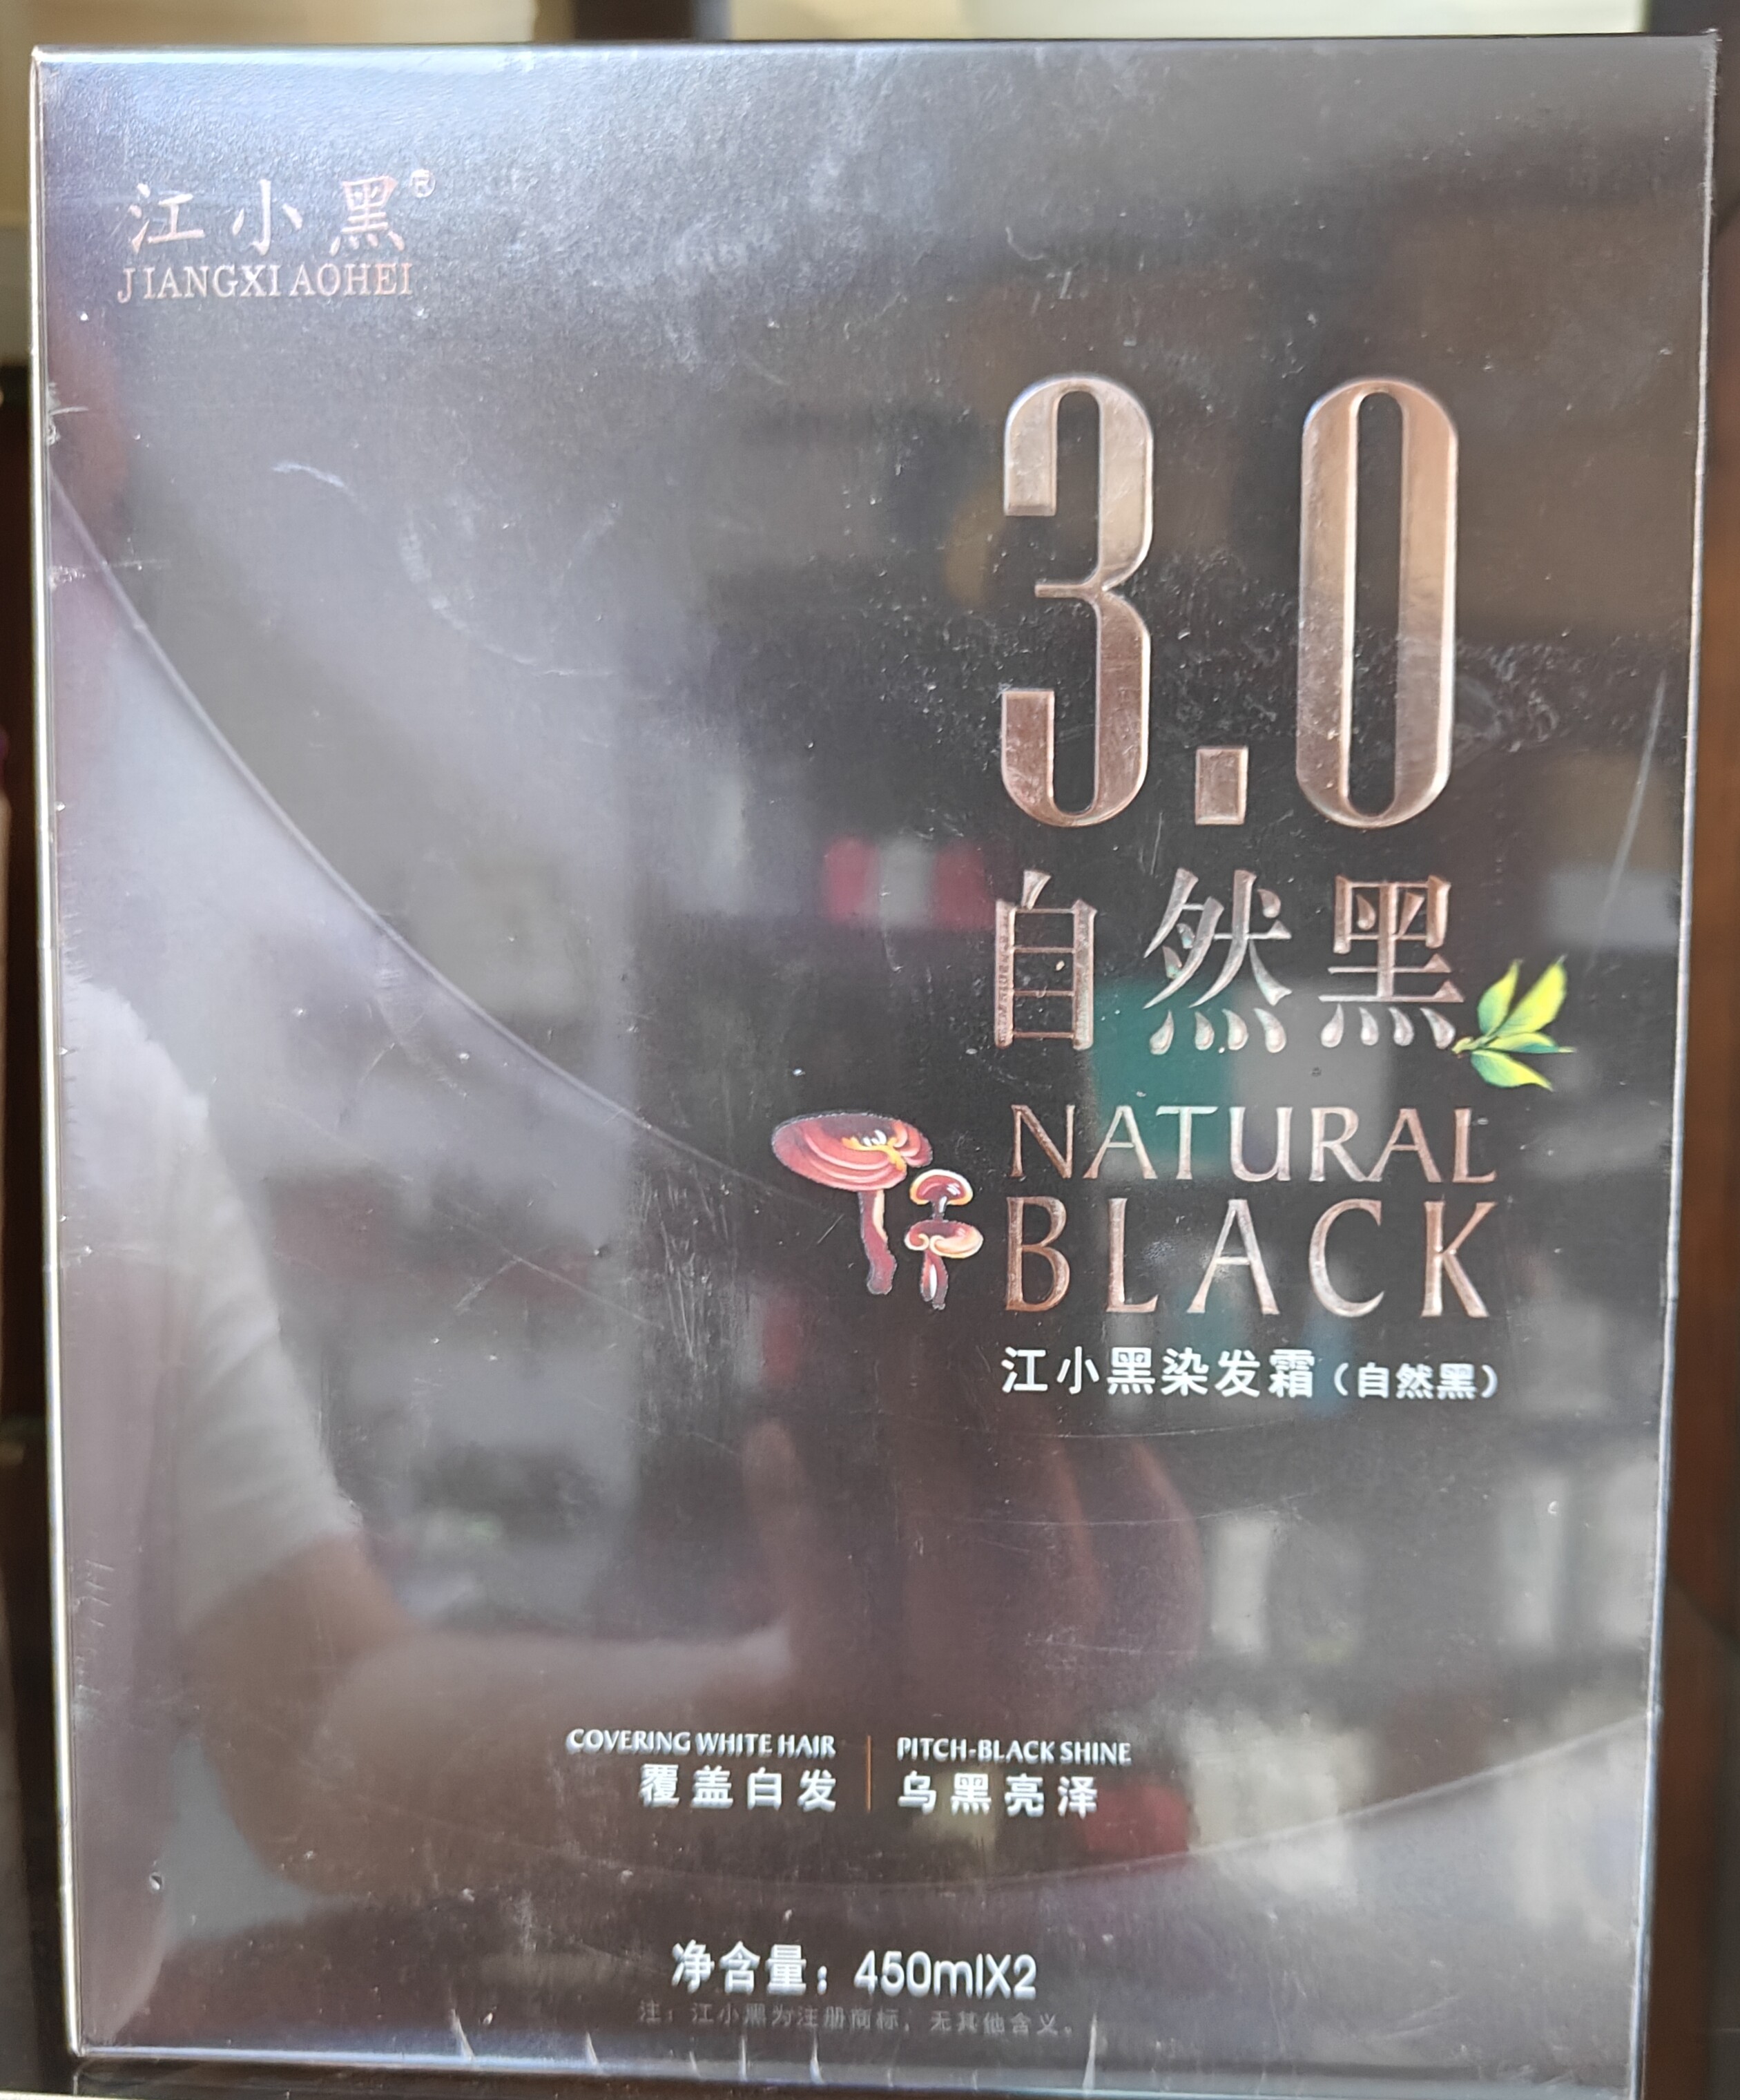 江小黑®
JIANGXIAOHEI
3.0
自然黑
NATURAL
BLACK
江小黑染发霜（自然黑）
COVERING WHITE HAIR
覆盖白发
PITCH-BLACK SHINE
乌黑亮泽
净含量：450mlX2
注：江小黑为注册商标，无其他含义。